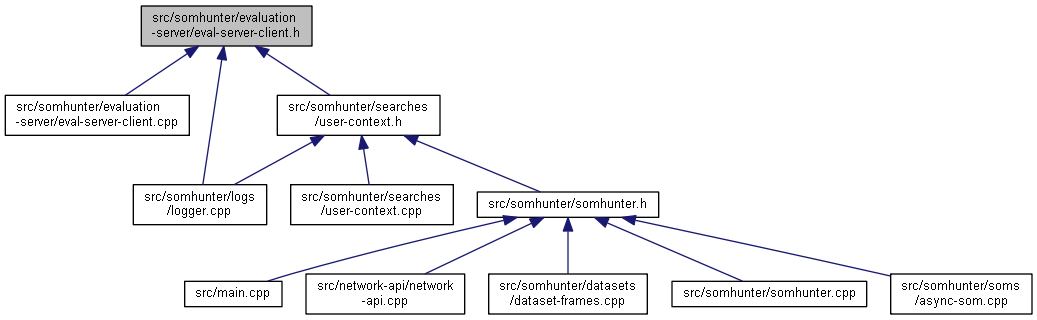 src/somhunter/evaluation
-server/eval-server-client.h
src/somhunter/evaluation
-server/eval-server-client.cpp
src/somhunter/searches
/user-context.h
src/somhunter/logs
/logger.cpp
src/somhunter/searches
/user-context.cpp
src/somhunter/somhunter.h
src/main.cpp
src/network-api/network
-api.cpp
src/somhunter/datasets
/dataset-frames.cpp
src/somhunter/somhunter.cpp
src/somhunter/soms
/async-som.cpp